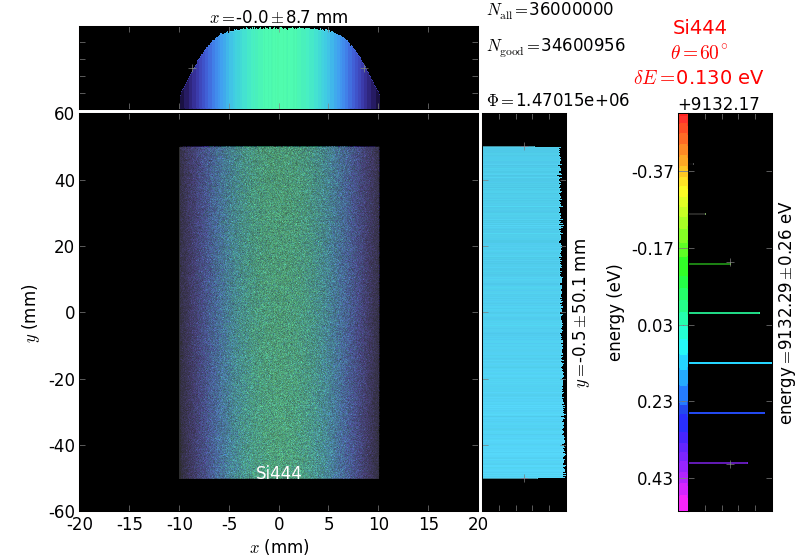 x = -0.0 ± 8.7 mm
N_all = 36000000
N_good = 34600956
Φ = 1.47015e+06
Si444
θ = 60°
δE = 0.130 eV
+9132.17
60
40
20
0
-20
-40
-60
y (mm)
Si444
-20
-15
-10
-5
0
5
10
15
20
x (mm)
y = -0.5 ± 50.1 mm
energy (eV)
-0.37
-0.17
0.03
0.23
0.43
energy = 9132.29 ± 0.26 eV